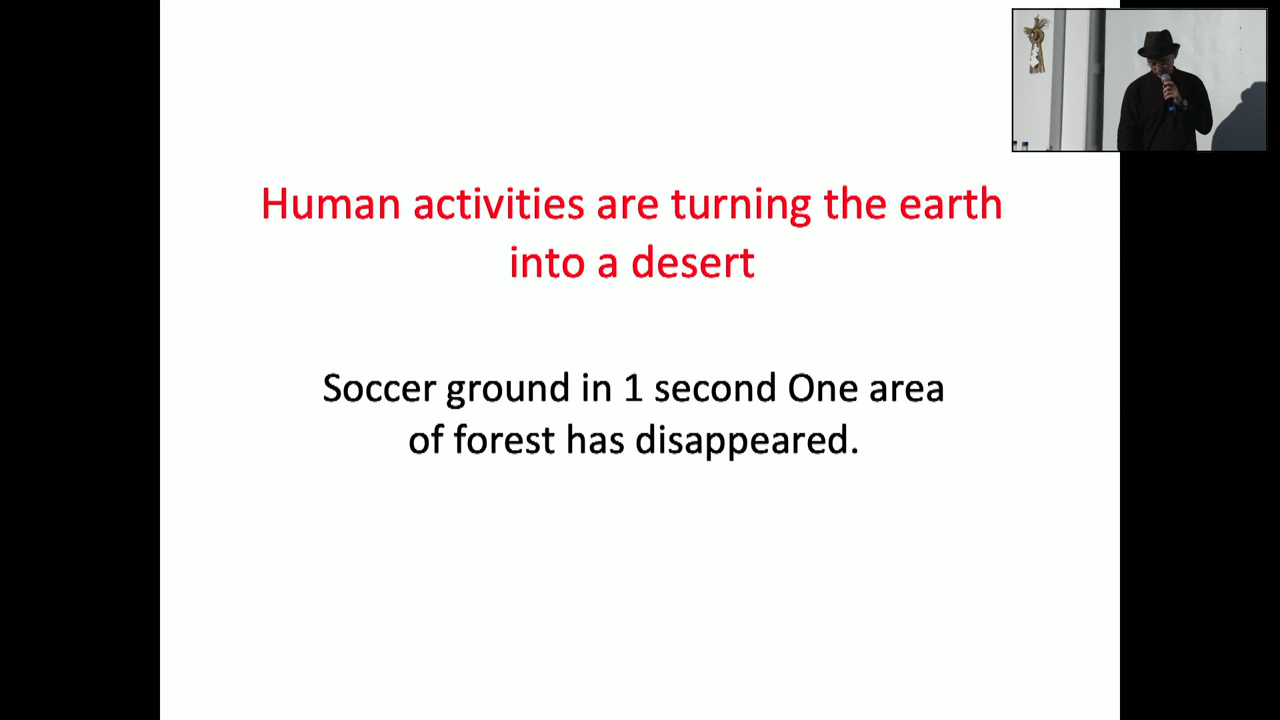 Human activities are turning the earth
into a desert
Soccer ground in 1 second One area
of forest has disappeared.